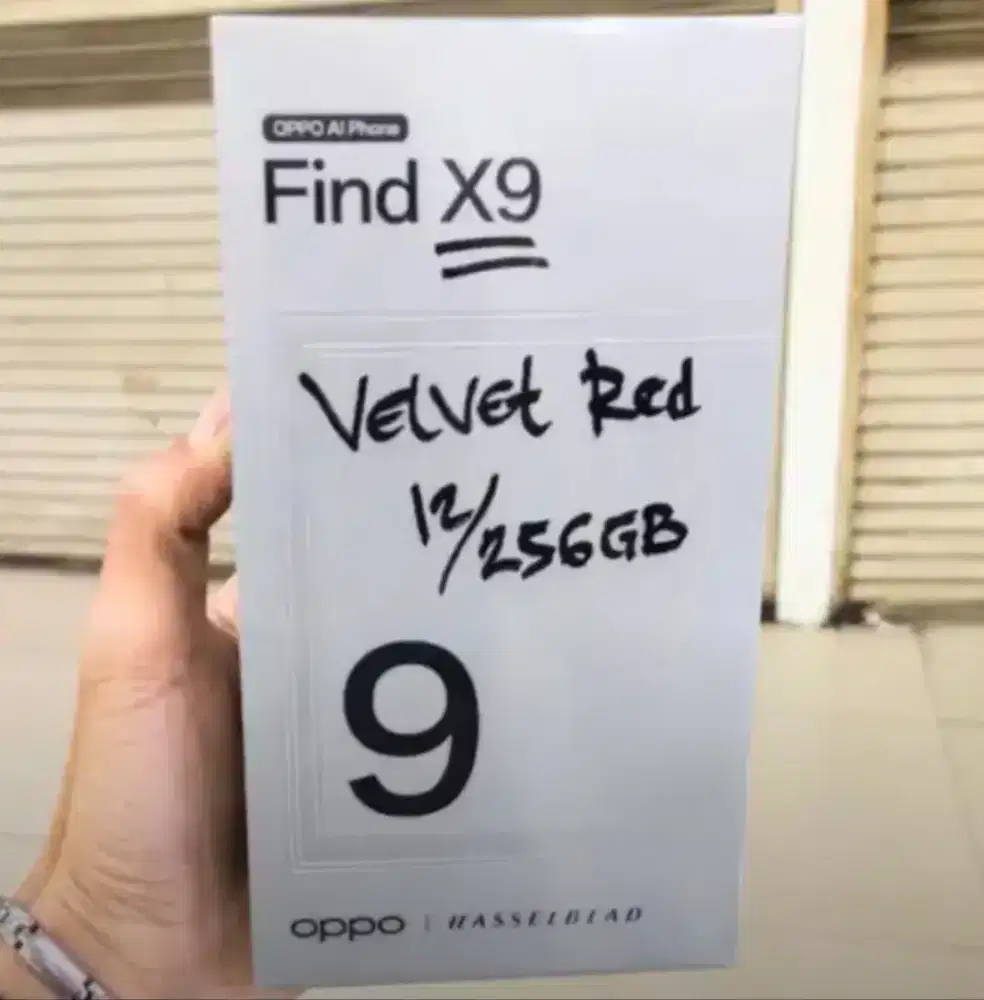 OPPO AI Phone
Find X9
Velvet Red
12/256GB
9
oppo | HASSELBLAD